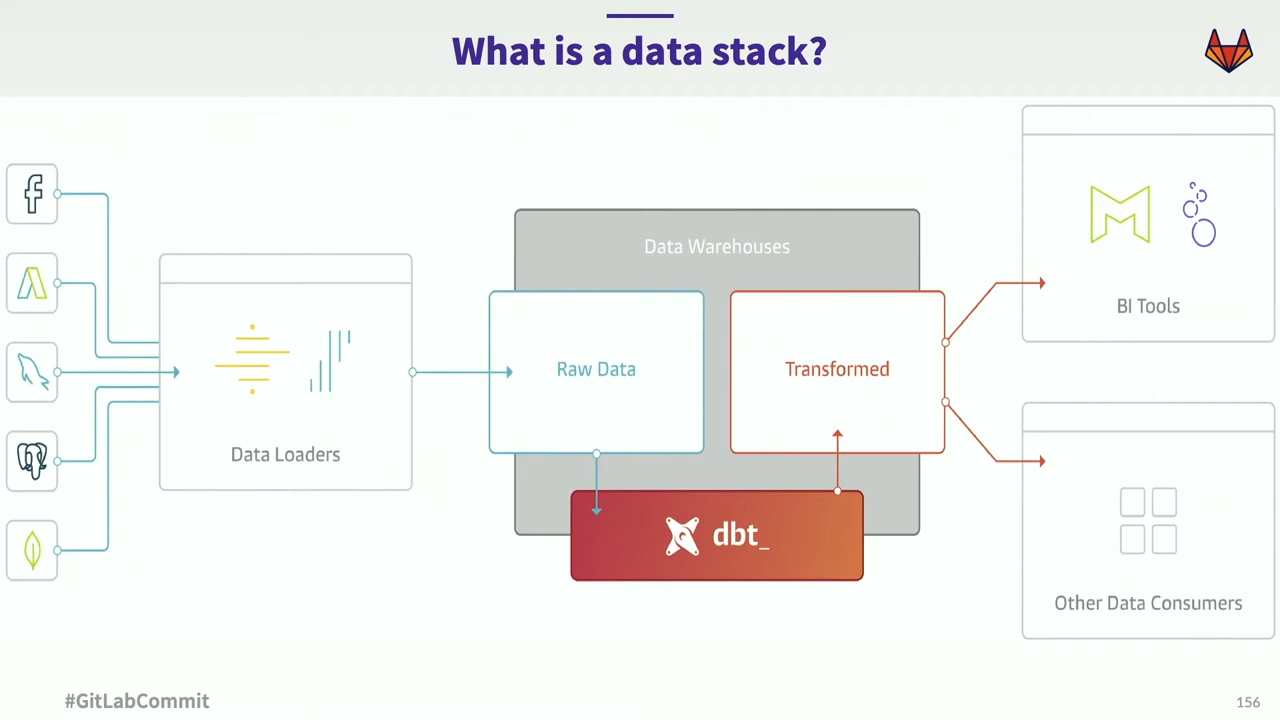 What is a data stack?
Data Loaders
Data Warehouses
Raw Data
Transformed
dbt_
BI Tools
Other Data Consumers
#GitLabCommit
156